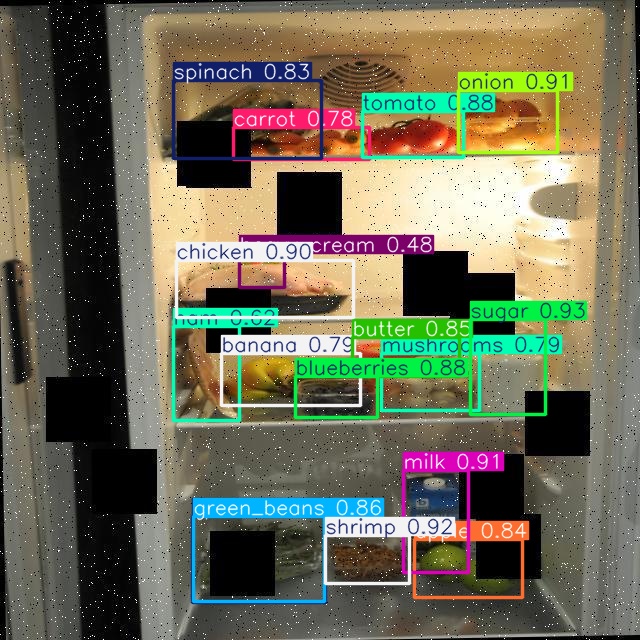 spinach 0.83
onion 0.91
tomato 0.88
carrot 0.78
cream 0.48
chicken 0.90
sugar 0.93
ham 0.62
butter 0.85
banana 0.79
mushrooms 0.79
blueberries 0.88
milk 0.91
green_beans 0.86
shrimp 0.92
apple 0.84